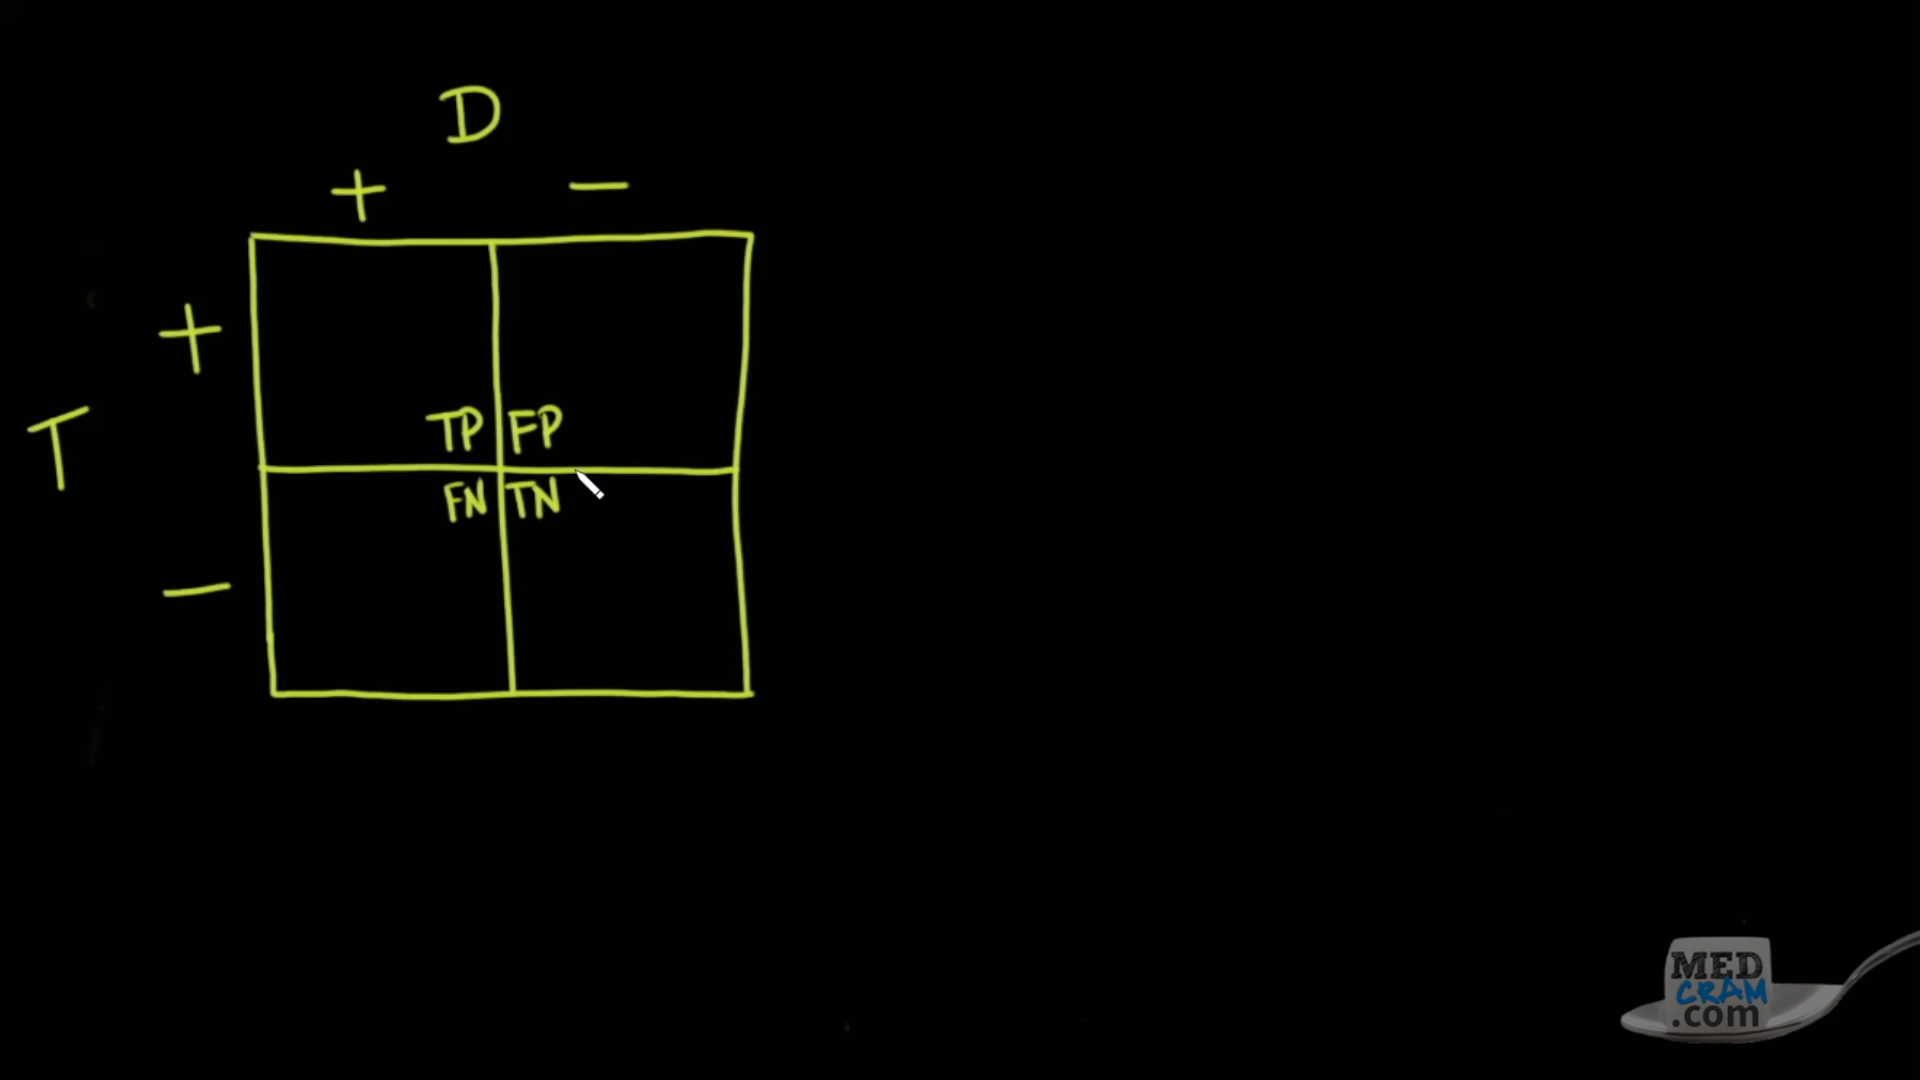 D
+ −
+
T
TP FP
FN TN
−
MED
CRAM
.com